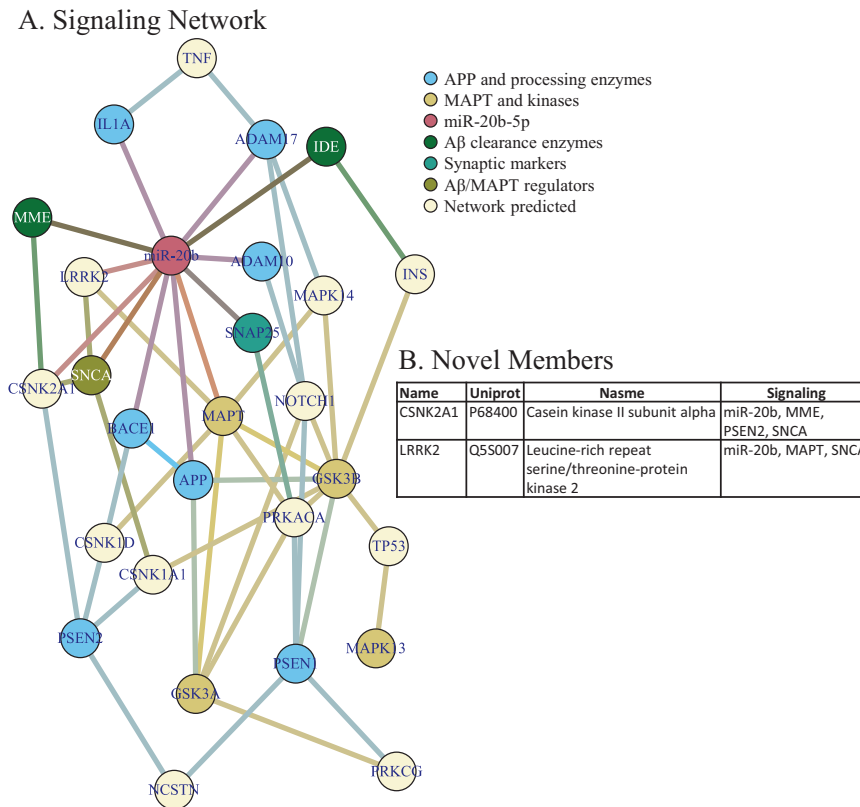 A. Signaling Network
TNF
APP and processing enzymes
MAPT and kinases
miR-20b-5p
Aβ clearance enzymes
Synaptic markers
Aβ/MAPT regulators
Network predicted
IL1A
ADAM17
IDE
MME
miR-20b
ADAM10
LRRK2
INS
MAPK14
SNAP25
CSNK2A1
SNCA
NOTCH1
MAPT
BACE1
APP
GSK3B
PRKACA
CSNK1D
TP53
CSNK1A1
PSEN2
MAPK13
PSEN1
GSK3A
PRKCG
NCSTN
B. Novel Members
Name Uniprot Nasme Signaling
CSNK2A1 P68400 Casein kinase II subunit alpha miR-20b, MME,
PSEN2, SNCA
LRRK2 Q5S007 Leucine-rich repeat miR-20b, MAPT, SNCA
serine/threonine-protein
kinase 2